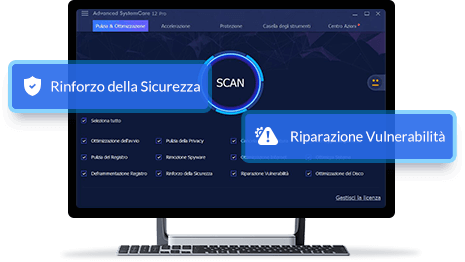 Advanced SystemCare 12 Pro
Pulizia & Ottimizzazione
Accelerazione
Protezione
Casella degli strumenti
Centro Azioni
Rinforzo della Sicurezza
SCAN
Riparazione Vulnerabilità
Seleziona tutto
Ottimizzazione dell'avvio
Pulizia della Privacy
Pulizia del Registro
Rimozione Spyware
Deframmentazione Registro
Rinforzo della Sicurezza
Riparazione Vulnerabilità
Ottimizzazione del Disco
Gestisci la licenza